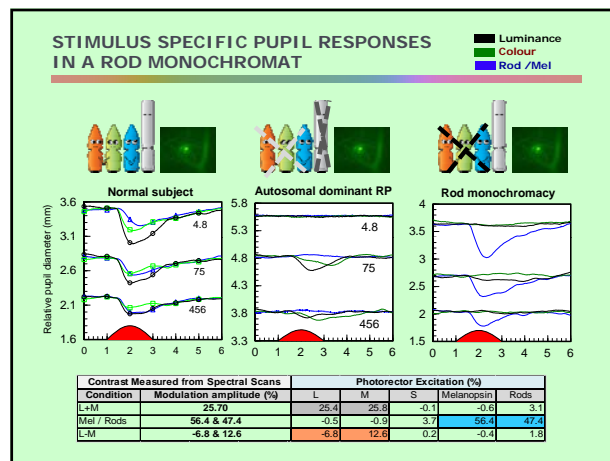 STIMULUS SPECIFIC PUPIL RESPONSES
IN A ROD MONOCHROMAT
Luminance
Colour
Rod /Mel
Normal subject
Autosomal dominant RP
Rod monochromacy
Relative pupil diameter (mm)
3.6
3.1
2.6
2.1
1.6
4.8
75
456
0 1 2 3 4 5 6
5.8
5.3
4.8
4.3
3.8
3.3
4.8
75
456
0 1 2 3 4 5 6
4
3.5
3
2.5
2
1.5
0 1 2 3 4 5 6
Contrast Measured from Spectral Scans Photorector Excitation (%)
Condition Modulation amplitude (%) L M S Melanopsin Rods
L+M 25.70 25.4 25.8 -0.1 -0.6 3.1
Mel / Rods 56.4 & 47.4 -0.5 -0.9 3.7 56.4 47.4
L-M -6.8 & 12.6 -6.8 12.6 0.2 -0.4 1.8